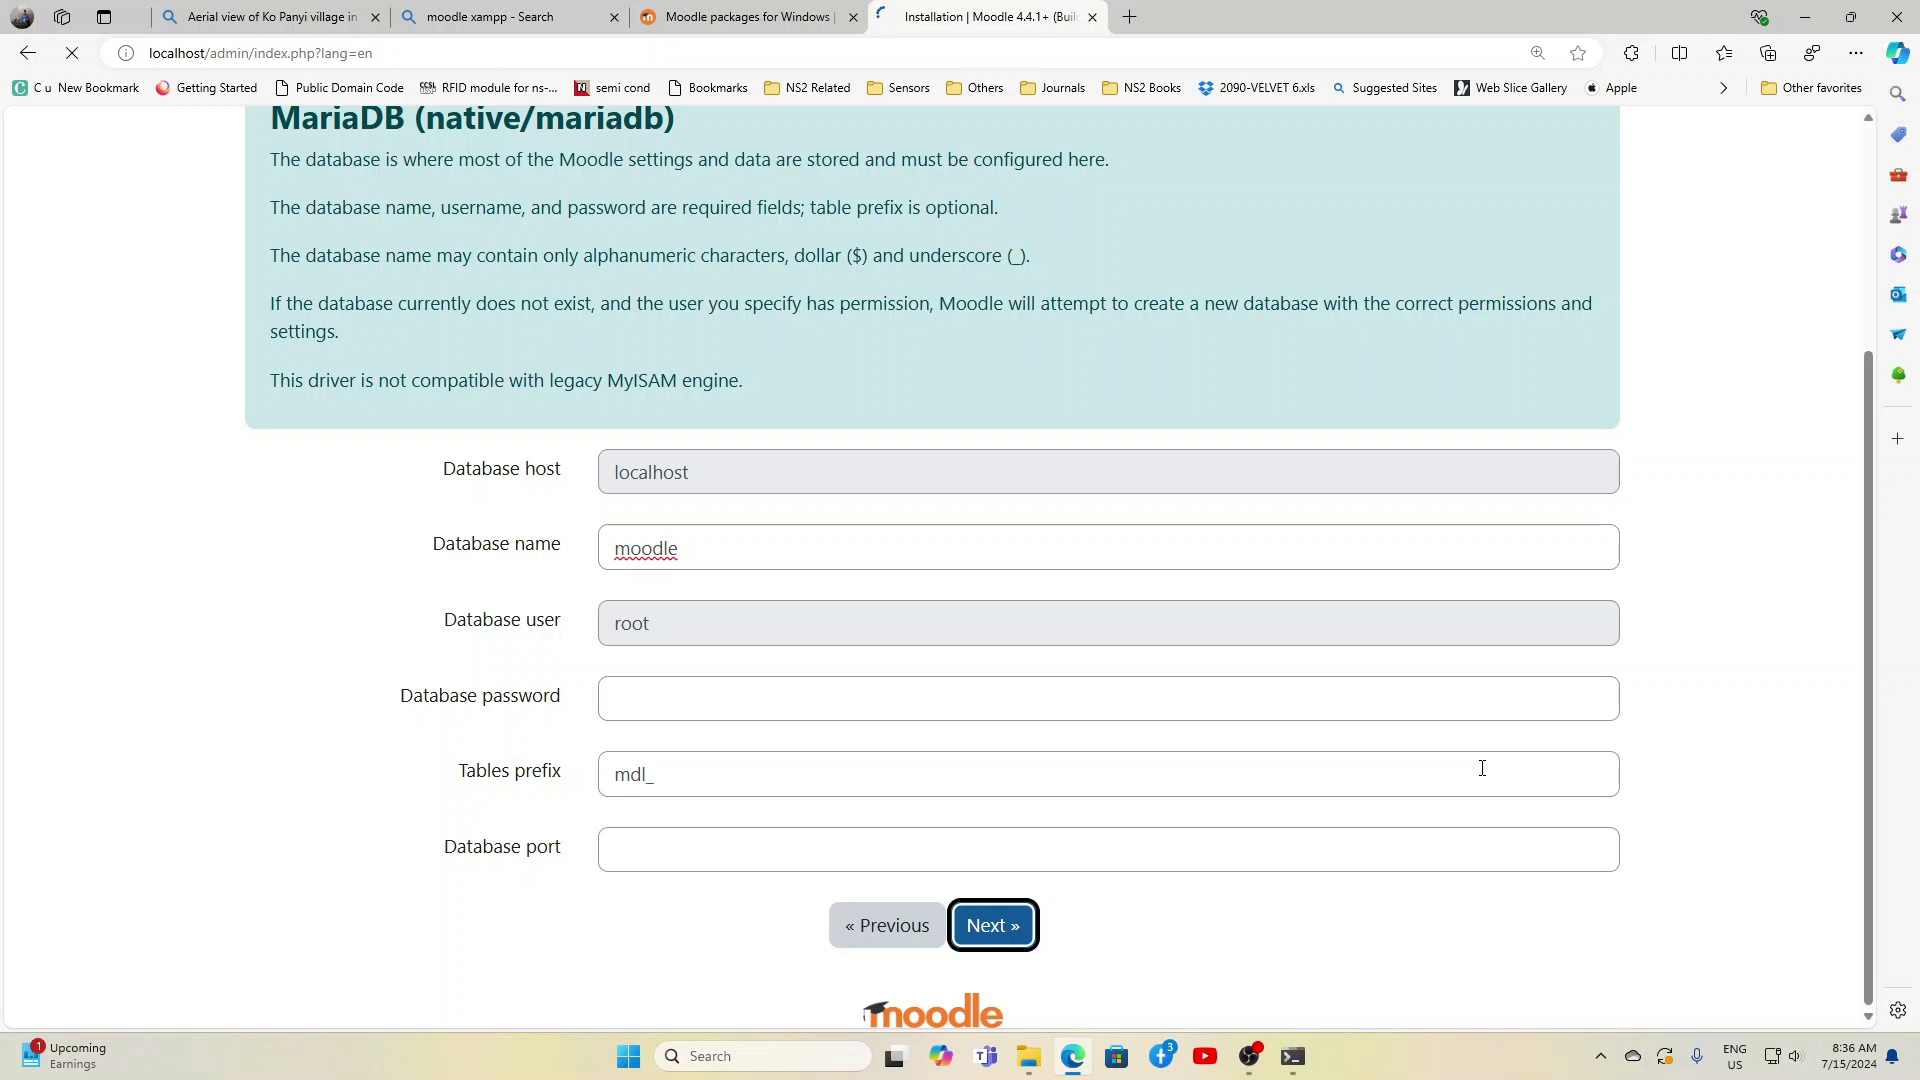 Aerial view of Ko Panyi village in
moodle xampp - Search
Moodle packages for Windows |
Installation | Moodle 4.4.1+ (Buil
localhost/admin/index.php?lang=en
C u New Bookmark
Getting Started
Public Domain Code
RFID module for ns-...
semi cond
Bookmarks
NS2 Related
Sensors
Others
Journals
NS2 Books
2090-VELVET 6.xls
Suggested Sites
Web Slice Gallery
Apple
Other favorites
MariaDB (native/mariadb)
The database is where most of the Moodle settings and data are stored and must be configured here.
The database name, username, and password are required fields; table prefix is optional.
The database name may contain only alphanumeric characters, dollar ($) and underscore (_).
If the database currently does not exist, and the user you specify has permission, Moodle will attempt to create a new database with the correct permissions and
settings.
This driver is not compatible with legacy MyISAM engine.
Database host
localhost
Database name
moodle
Database user
root
Database password
Tables prefix
mdl_
Database port
« Previous
Next »
moodle
1
Upcoming
Earnings
Search
3
ENG
US
8:36 AM
7/15/2024